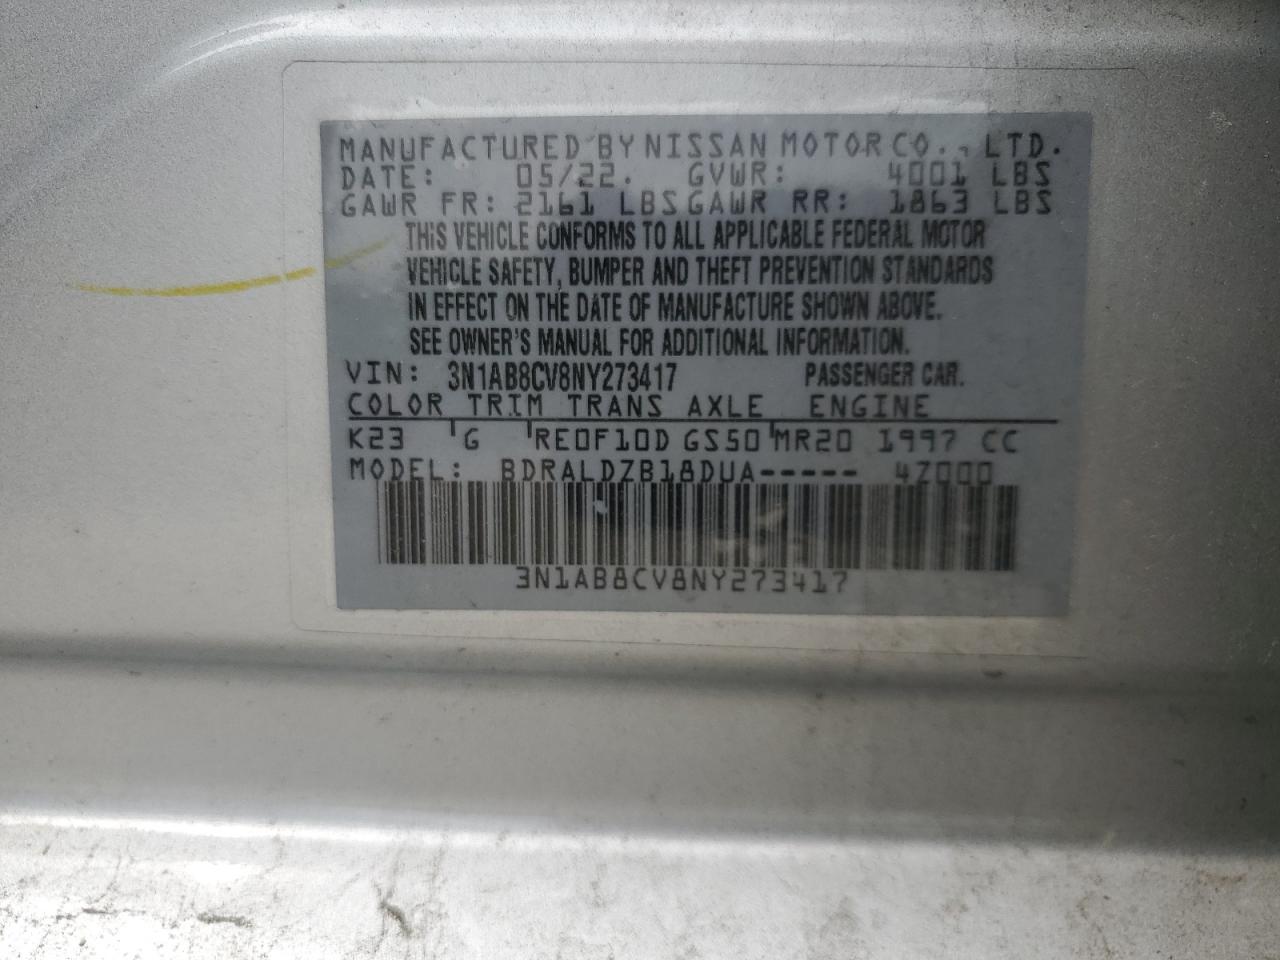 MANUFACTURED BY NISSAN MOTOR CO., LTD.
DATE: 05/22. GVWR: 4001 LBS
GAWR FR: 2161 LBS GAWR RR: 1863 LBS
THIS VEHICLE CONFORMS TO ALL APPLICABLE FEDERAL MOTOR
VEHICLE SAFETY, BUMPER AND THEFT PREVENTION STANDARDS
IN EFFECT ON THE DATE OF MANUFACTURE SHOWN ABOVE.
SEE OWNER'S MANUAL FOR ADDITIONAL INFORMATION.
VIN: 3N1AB8CV8NY273417 PASSENGER CAR.
COLOR TRIM TRANS AXLE ENGINE
K23 G RE0F10D GS50 MR20 1997 CC
MODEL: BDRALDZB18DUA----- 4Z000
3N1AB8CV8NY273417